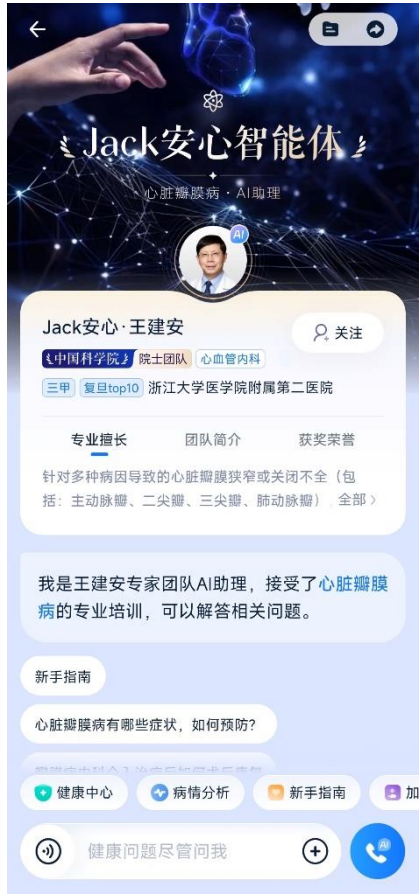 Jack安心智能体
心脏瓣膜病·AI助理
AI
Jack安心·王建安
关注
中国科学院 院士团队 心血管内科
三甲 复旦top10 浙江大学医学院附属第二医院
专业擅长 团队简介 获奖荣誉
针对多种病因导致的心脏瓣膜狭窄或关闭不全（包
括：主动脉瓣、二尖瓣、三尖瓣、肺动脉瓣） 全部
我是王建安专家团队AI助理，接受了心脏瓣膜
病的专业培训，可以解答相关问题。
新手指南
心脏瓣膜病有哪些症状，如何预防？
健康中心 病情分析 新手指南 加
健康问题尽管问我
AI